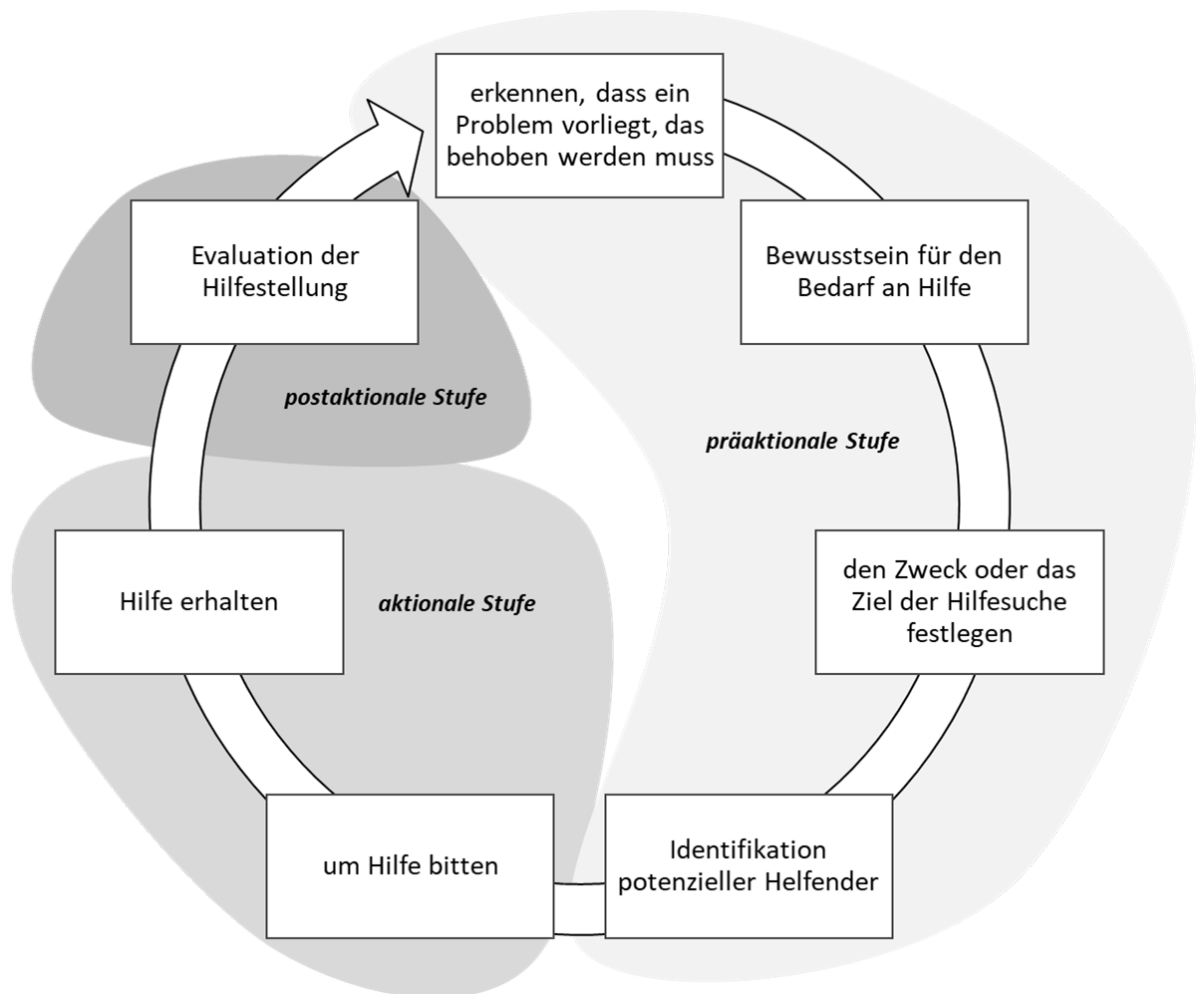 erkennen, dass ein
Problem vorliegt, das
behoben werden muss
Bewusstsein für den
Bedarf an Hilfe
präaktionale Stufe
den Zweck oder das
Ziel der Hilfesuche
festlegen
Identifikation
potenzieller Helfender
um Hilfe bitten
aktionale Stufe
Hilfe erhalten
postaktionale Stufe
Evaluation der
Hilfestellung